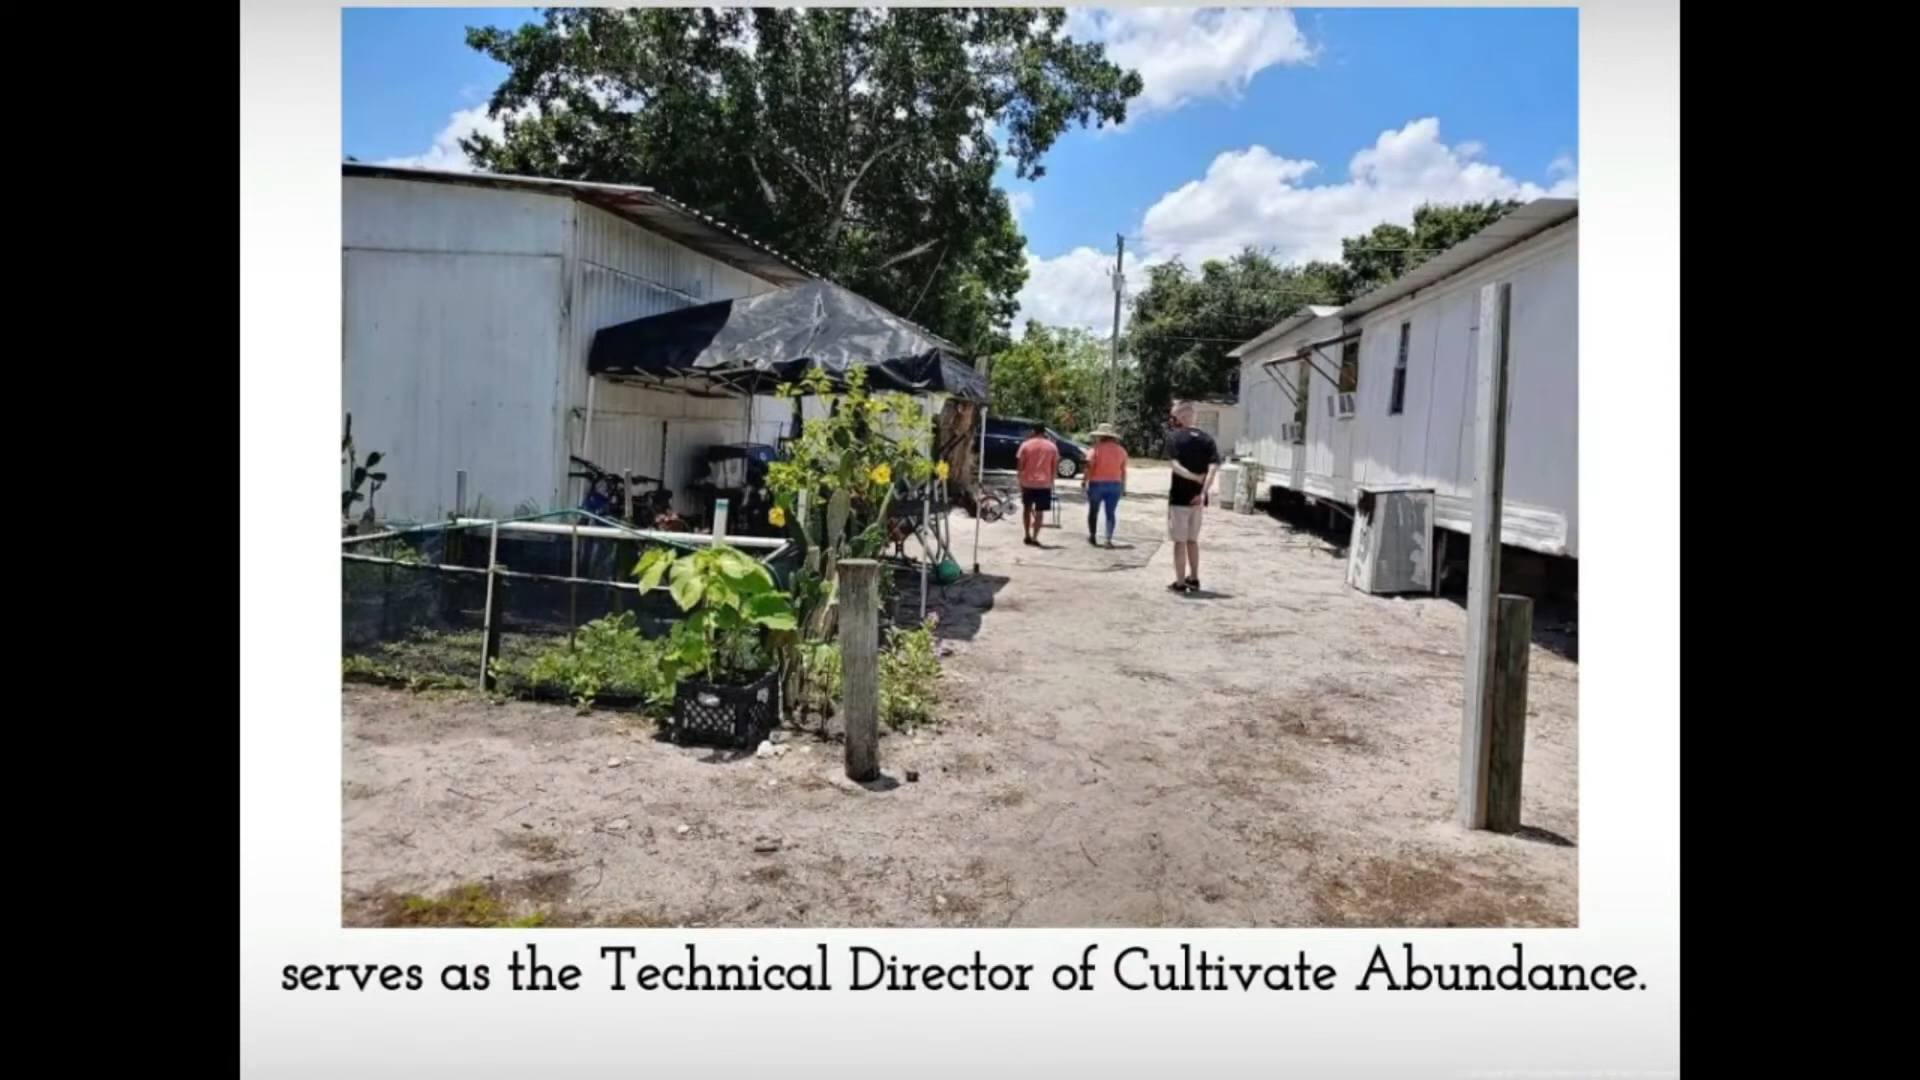 serves as the Technical Director of Cultivate Abundance.